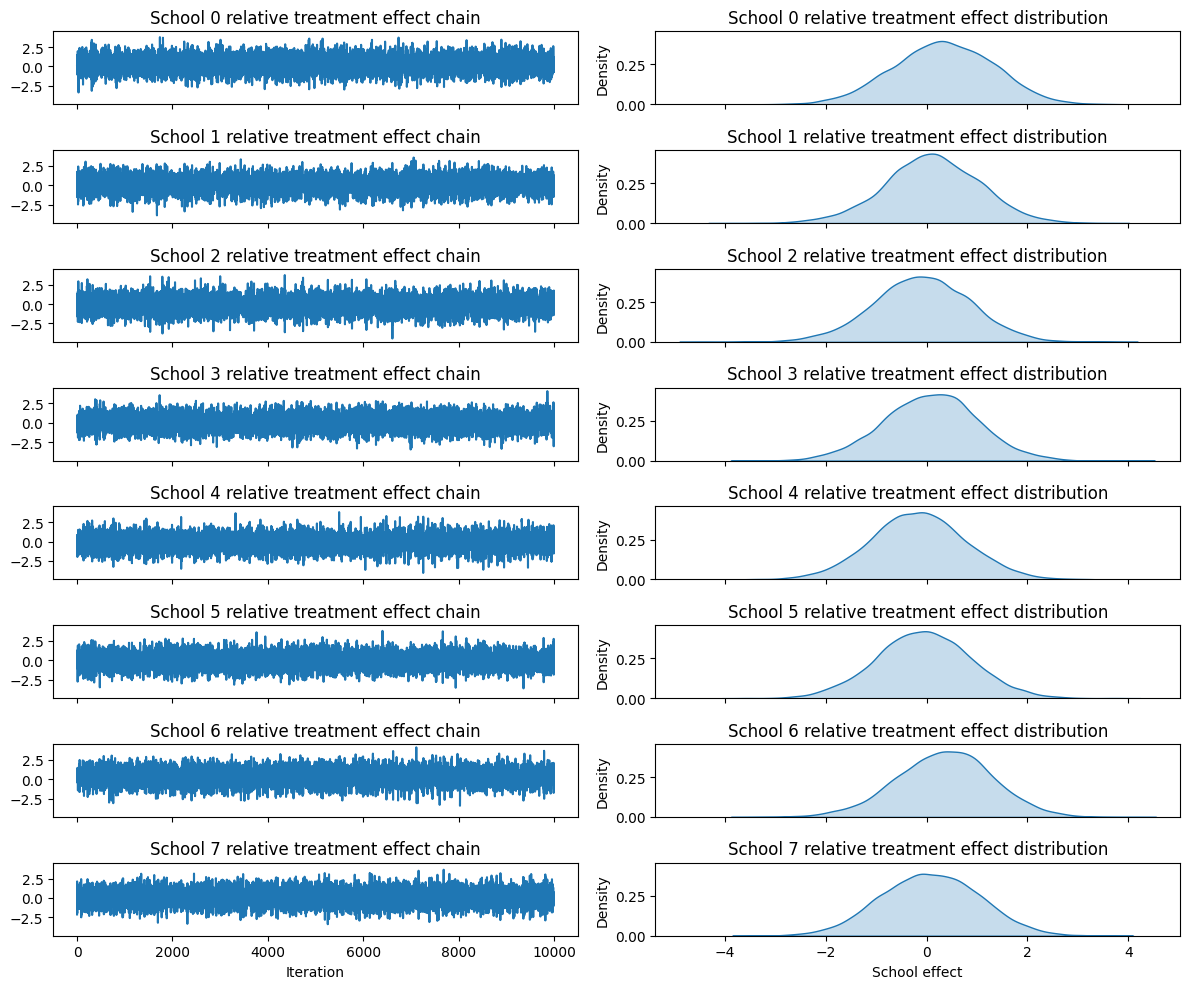 School 0 relative treatment effect chain
2.5
0.0
−2.5
School 0 relative treatment effect distribution
Density
0.25
0.00
School 1 relative treatment effect chain
2.5
0.0
−2.5
School 1 relative treatment effect distribution
Density
0.25
0.00
School 2 relative treatment effect chain
2.5
0.0
−2.5
School 2 relative treatment effect distribution
Density
0.25
0.00
School 3 relative treatment effect chain
2.5
0.0
−2.5
School 3 relative treatment effect distribution
Density
0.25
0.00
School 4 relative treatment effect chain
2.5
0.0
−2.5
School 4 relative treatment effect distribution
Density
0.25
0.00
School 5 relative treatment effect chain
2.5
0.0
−2.5
School 5 relative treatment effect distribution
Density
0.25
0.00
School 6 relative treatment effect chain
2.5
0.0
−2.5
School 6 relative treatment effect distribution
Density
0.25
0.00
School 7 relative treatment effect chain
2.5
0.0
−2.5
0 2000 4000 6000 8000 10000
Iteration
School 7 relative treatment effect distribution
Density
0.25
0.00
−4 −2 0 2 4
School effect